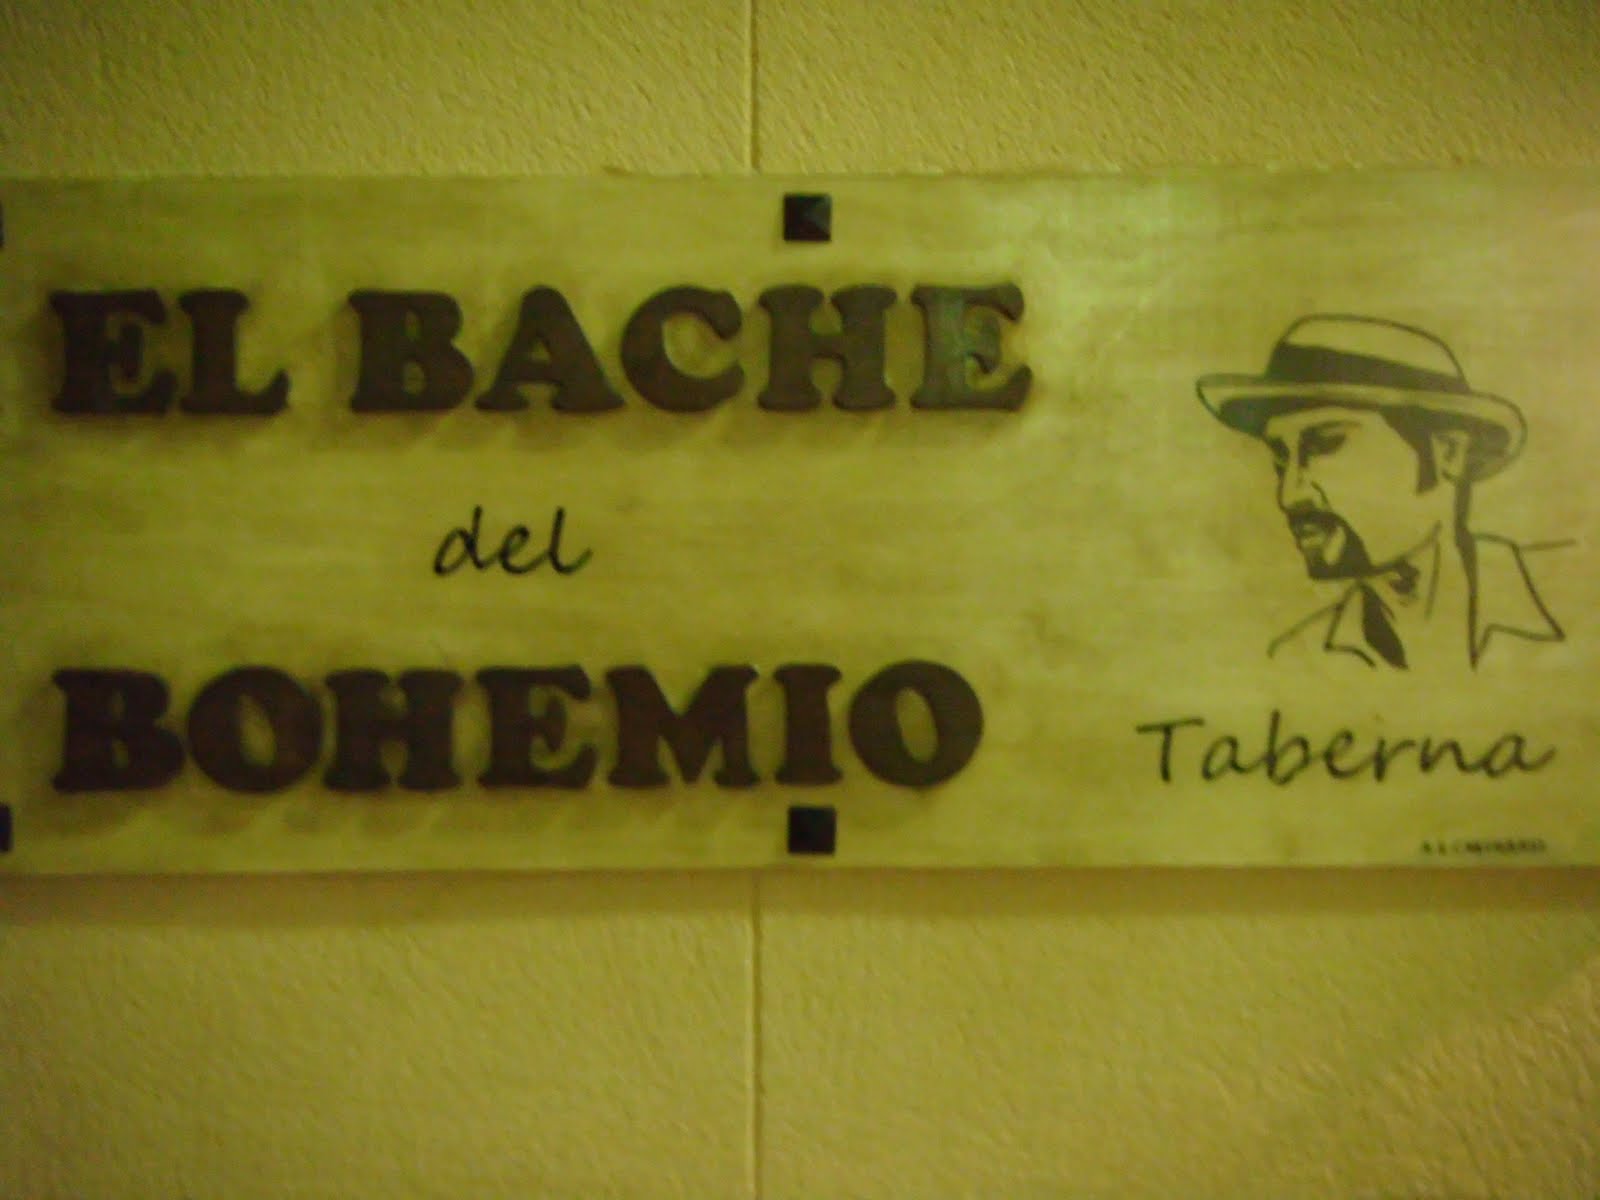 EL BACHE
del
BOHEMIO
Taberna